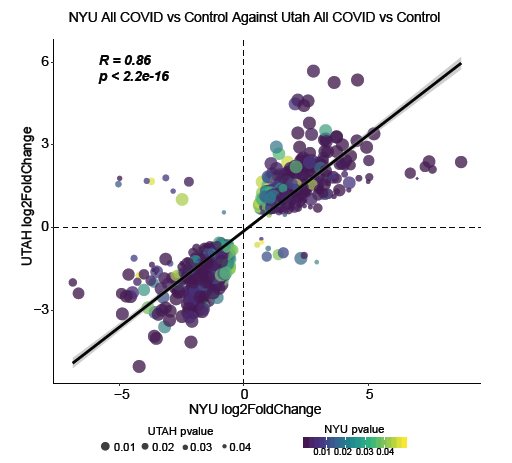 NYU All COVID vs Control Against Utah All COVID vs Control
R = 0.86
p < 2.2e-16
6
3
0
−3
UTAH log2FoldChange
−5 0 5
NYU log2FoldChange
UTAH pvalue
0.01 0.02 0.03 0.04
NYU pvalue
0.01 0.02 0.03 0.04